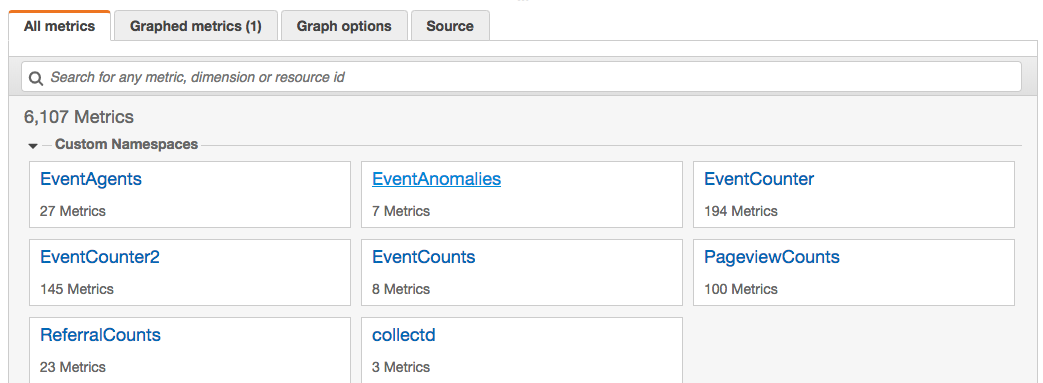 All metrics Graphed metrics (1) Graph options Source
Search for any metric, dimension or resource id
6,107 Metrics
Custom Namespaces
EventAgents EventAnomalies EventCounter
27 Metrics 7 Metrics 194 Metrics
EventCounter2 EventCounts PageviewCounts
145 Metrics 8 Metrics 100 Metrics
ReferralCounts collectd
23 Metrics 3 Metrics